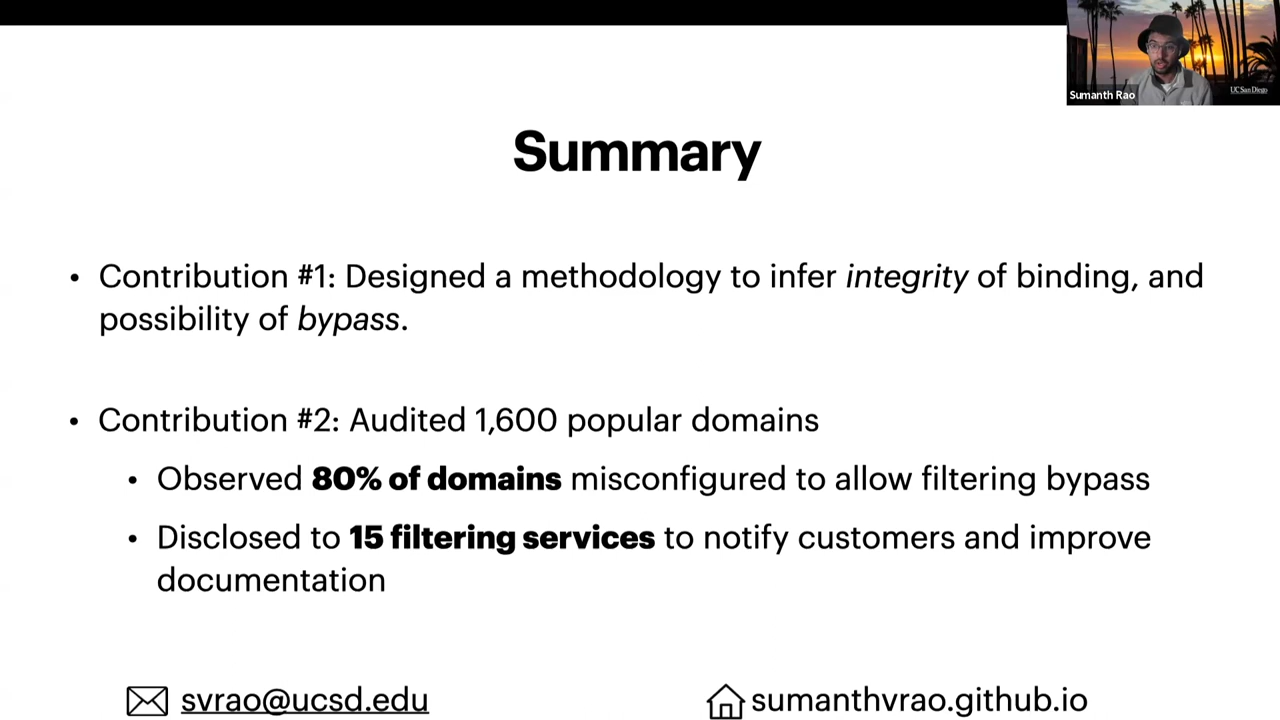 Sumanth Rao
UC San Diego
Summary
• Contribution #1: Designed a methodology to infer integrity of binding, and
possibility of bypass.
• Contribution #2: Audited 1,600 popular domains
• Observed 80% of domains misconfigured to allow filtering bypass
• Disclosed to 15 filtering services to notify customers and improve
documentation
svrao@ucsd.edu
sumanthvrao.github.io